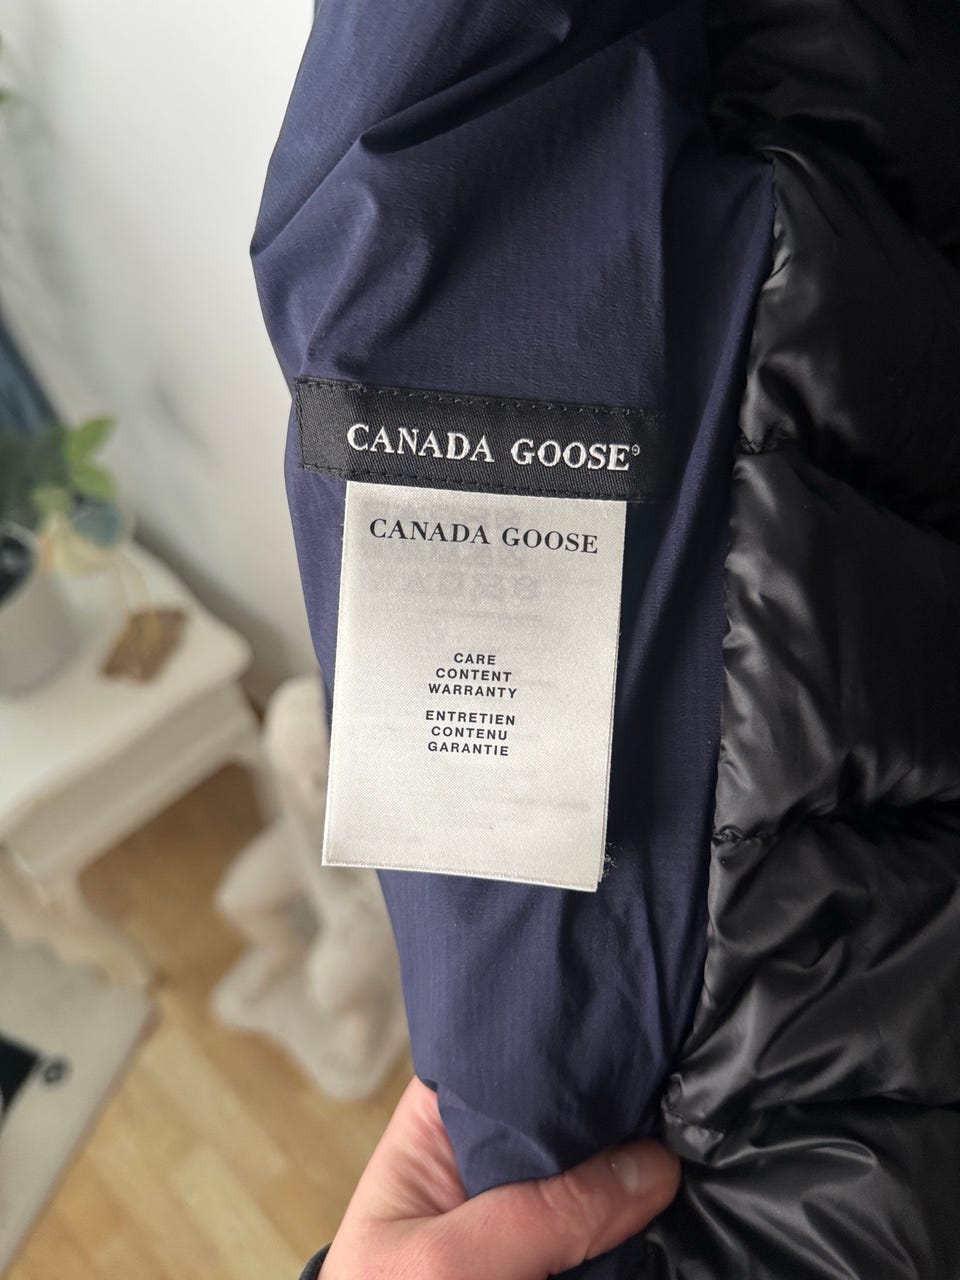 CANADA GOOSE®
CANADA GOOSE
CARE
CONTENT
WARRANTY
ENTRETIEN
CONTENU
GARANTIE